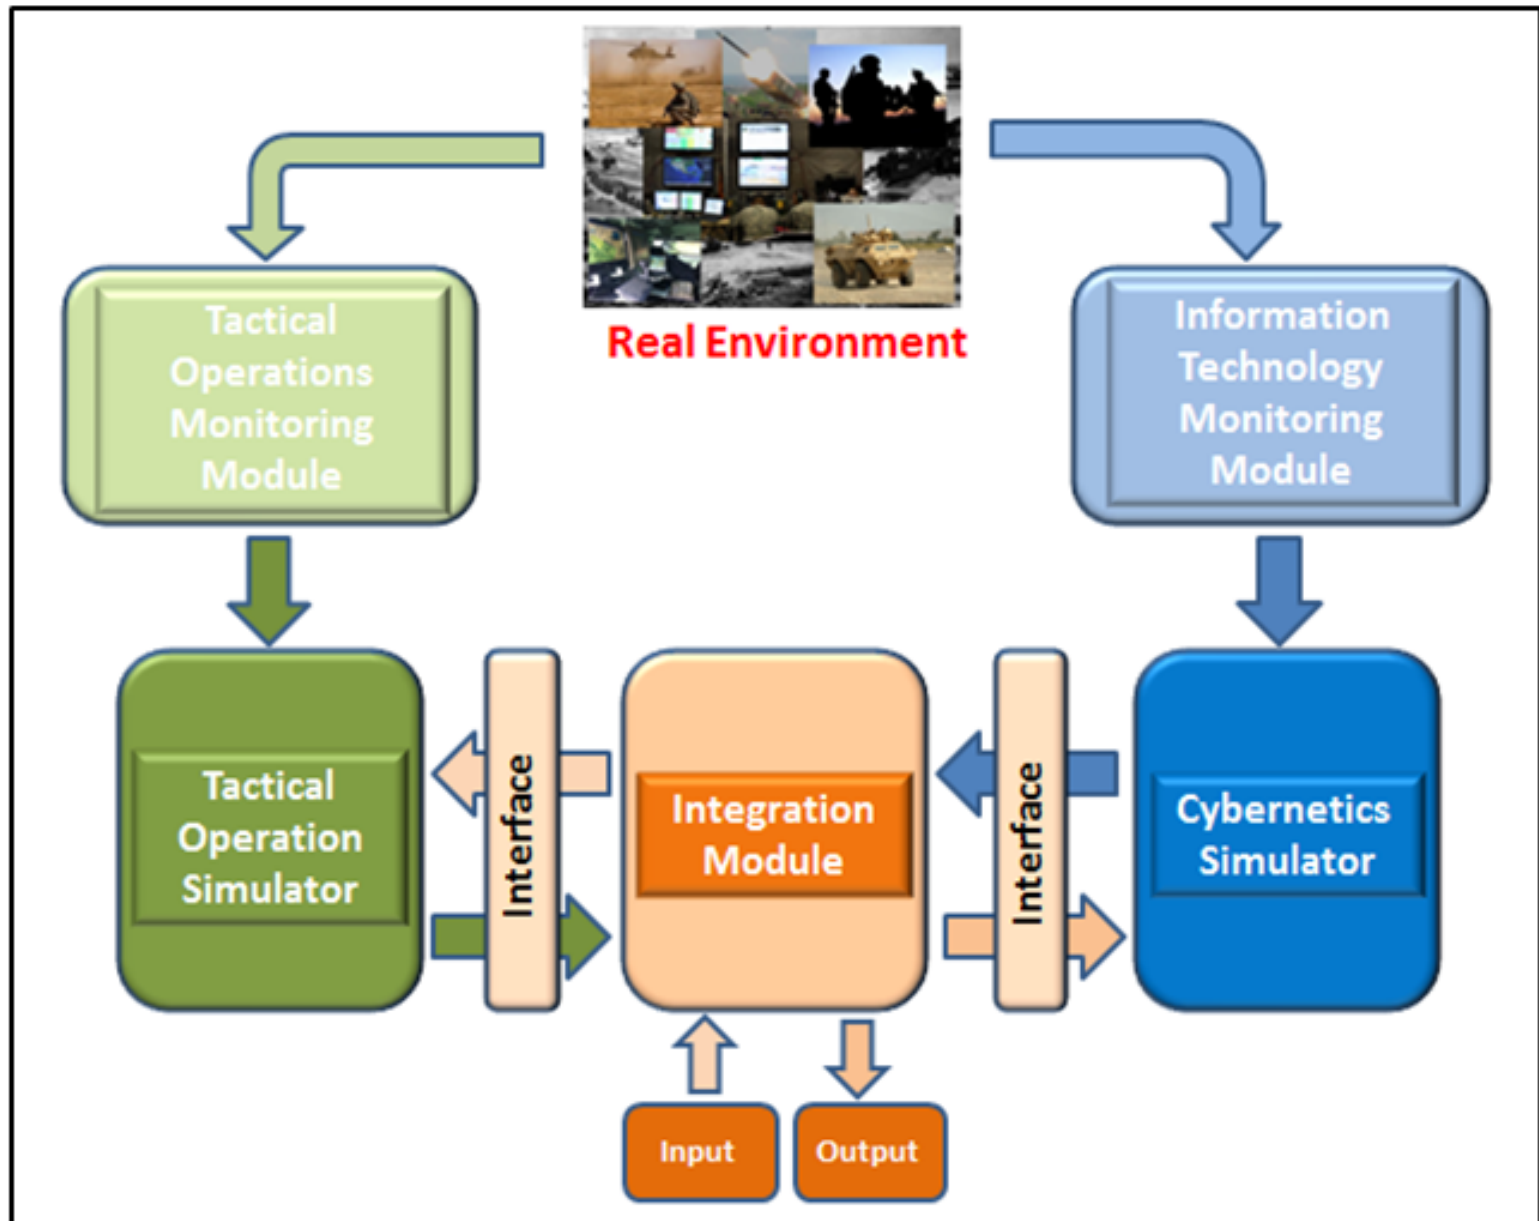 Real Environment
Tactical
Operations
Monitoring
Module
Information
Technology
Monitoring
Module
Tactical
Operation
Simulator
Interface
Integration
Module
Interface
Cybernetics
Simulator
Input
Output